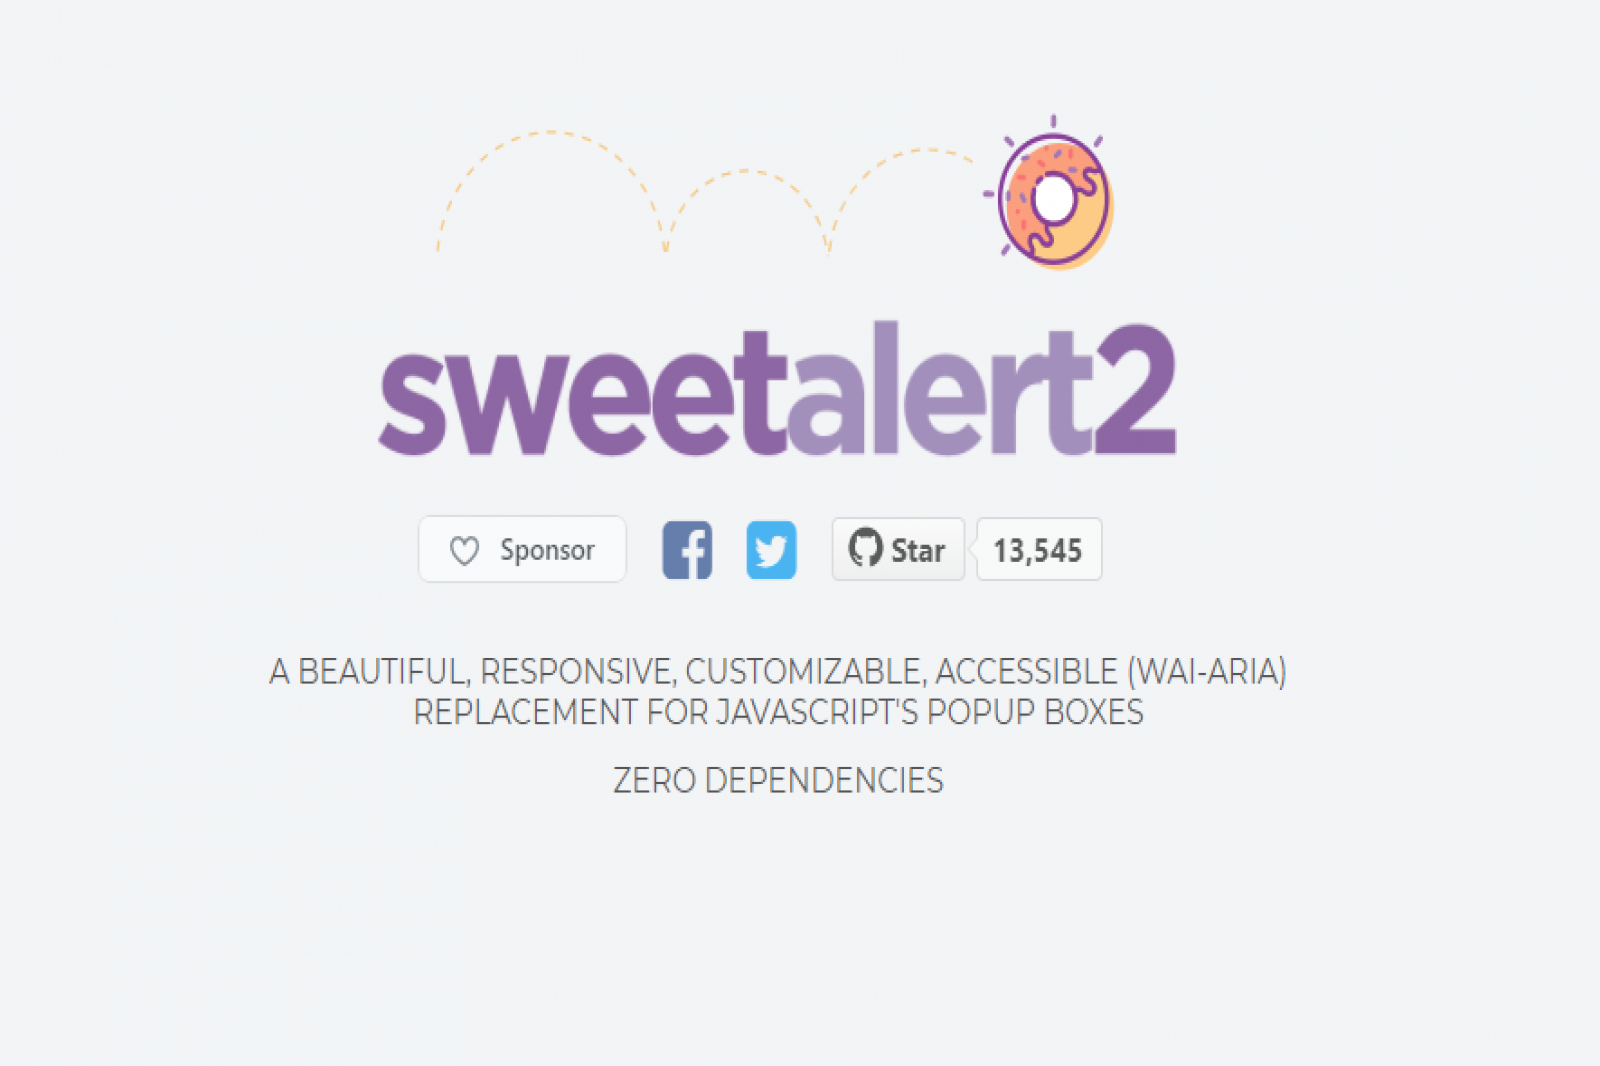 sweetalert2
Sponsor
Star
13,545
A BEAUTIFUL, RESPONSIVE, CUSTOMIZABLE, ACCESSIBLE (WAI-ARIA)
REPLACEMENT FOR JAVASCRIPT'S POPUP BOXES
ZERO DEPENDENCIES